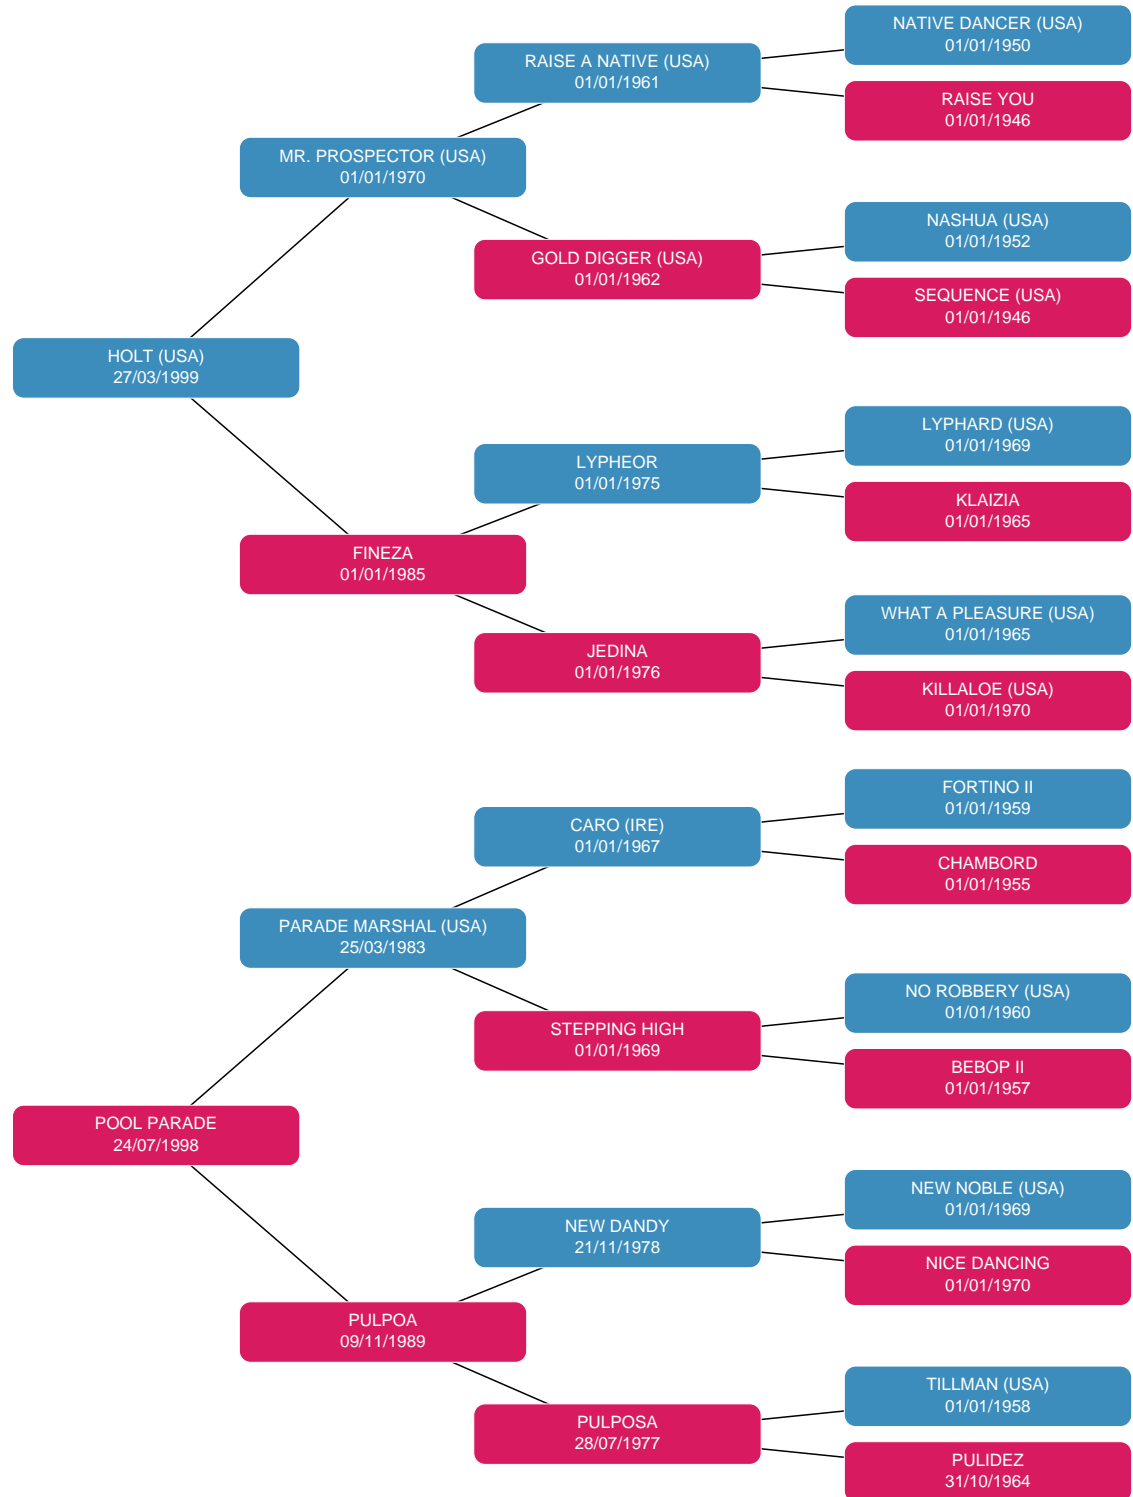 NATIVE DANCER (USA)
01/01/1950
RAISE A NATIVE (USA)
01/01/1961
RAISE YOU
01/01/1946
MR. PROSPECTOR (USA)
01/01/1970
NASHUA (USA)
01/01/1952
GOLD DIGGER (USA)
01/01/1962
SEQUENCE (USA)
01/01/1946
HOLT (USA)
27/03/1999
LYPHARD (USA)
01/01/1969
LYPHEOR
01/01/1975
KLAIZIA
01/01/1965
FINEZA
01/01/1985
WHAT A PLEASURE (USA)
01/01/1965
JEDINA
01/01/1976
KILLALOE (USA)
01/01/1970
FORTINO II
01/01/1959
CARO (IRE)
01/01/1967
CHAMBORD
01/01/1955
PARADE MARSHAL (USA)
25/03/1983
NO ROBBERY (USA)
01/01/1960
STEPPING HIGH
01/01/1969
BEBOP II
01/01/1957
POOL PARADE
24/07/1998
NEW NOBLE (USA)
01/01/1969
NEW DANDY
21/11/1978
NICE DANCING
01/01/1970
PULPOA
09/11/1989
TILLMAN (USA)
01/01/1958
PULPOSA
28/07/1977
PULIDEZ
31/10/1964